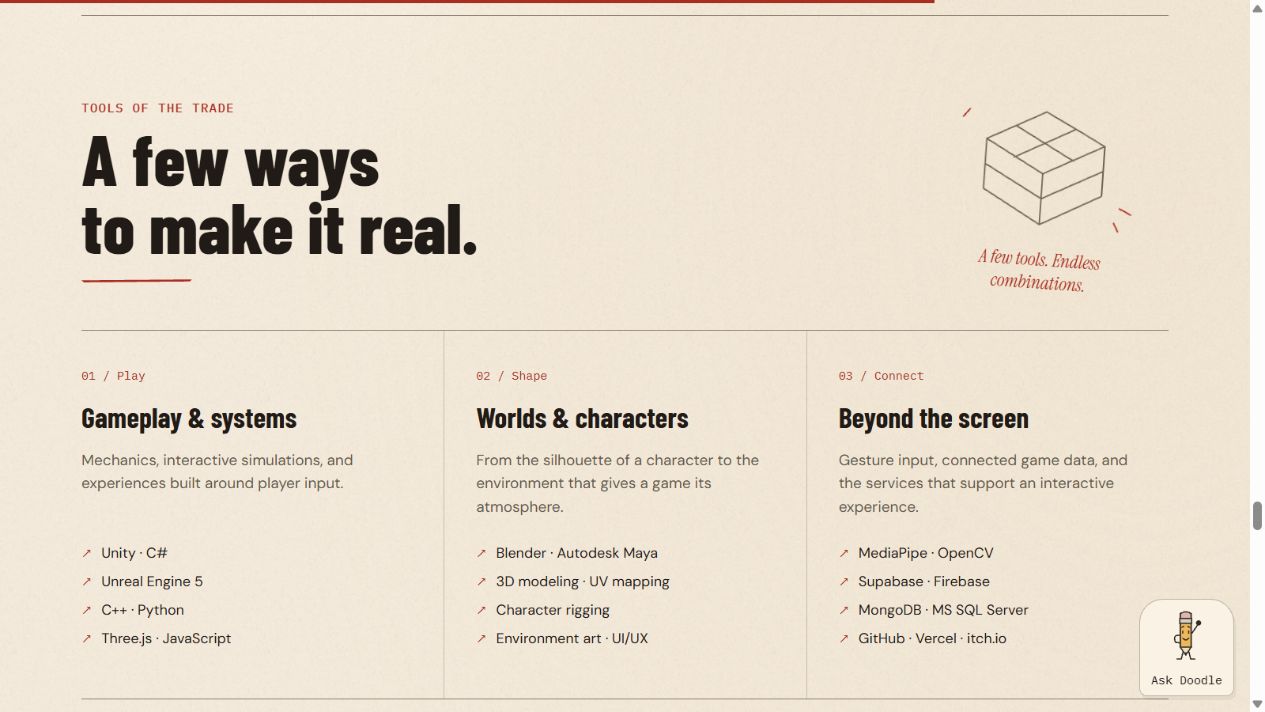 TOOLS OF THE TRADE
A few ways
to make it real.
A few tools. Endless
combinations.
01 / Play
Gameplay & systems
Mechanics, interactive simulations, and
experiences built around player input.
↗ Unity · C#
↗ Unreal Engine 5
↗ C++ · Python
↗ Three.js · JavaScript
02 / Shape
Worlds & characters
From the silhouette of a character to the
environment that gives a game its
atmosphere.
↗ Blender · Autodesk Maya
↗ 3D modeling · UV mapping
↗ Character rigging
↗ Environment art · UI/UX
03 / Connect
Beyond the screen
Gesture input, connected game data, and
the services that support an interactive
experience.
↗ MediaPipe · OpenCV
↗ Supabase · Firebase
↗ MongoDB · MS SQL Server
↗ GitHub · Vercel · itch.io
Ask Doodle